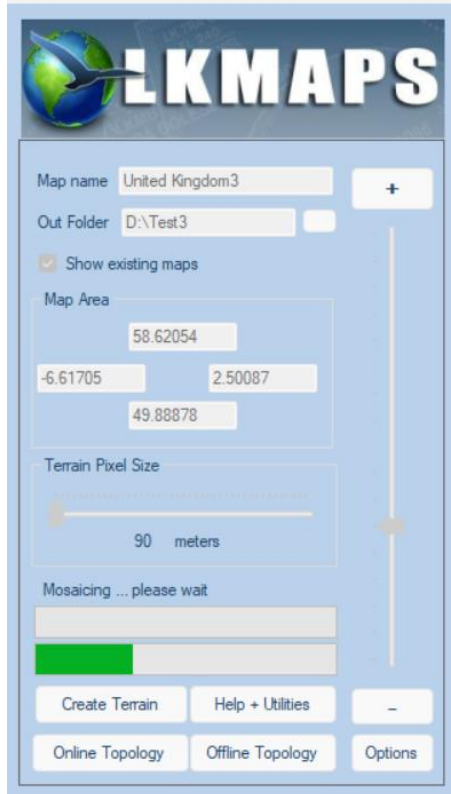 LKMAPS
Map name United Kingdom3 +
Out Folder D:\Test3
Show existing maps
Map Area
58.62054
-6.61705 2.50087
49.88878
Terrain Pixel Size
90 meters
Mosaicing ... please wait
Create Terrain Help + Utilities -
Online Topology Offline Topology Options